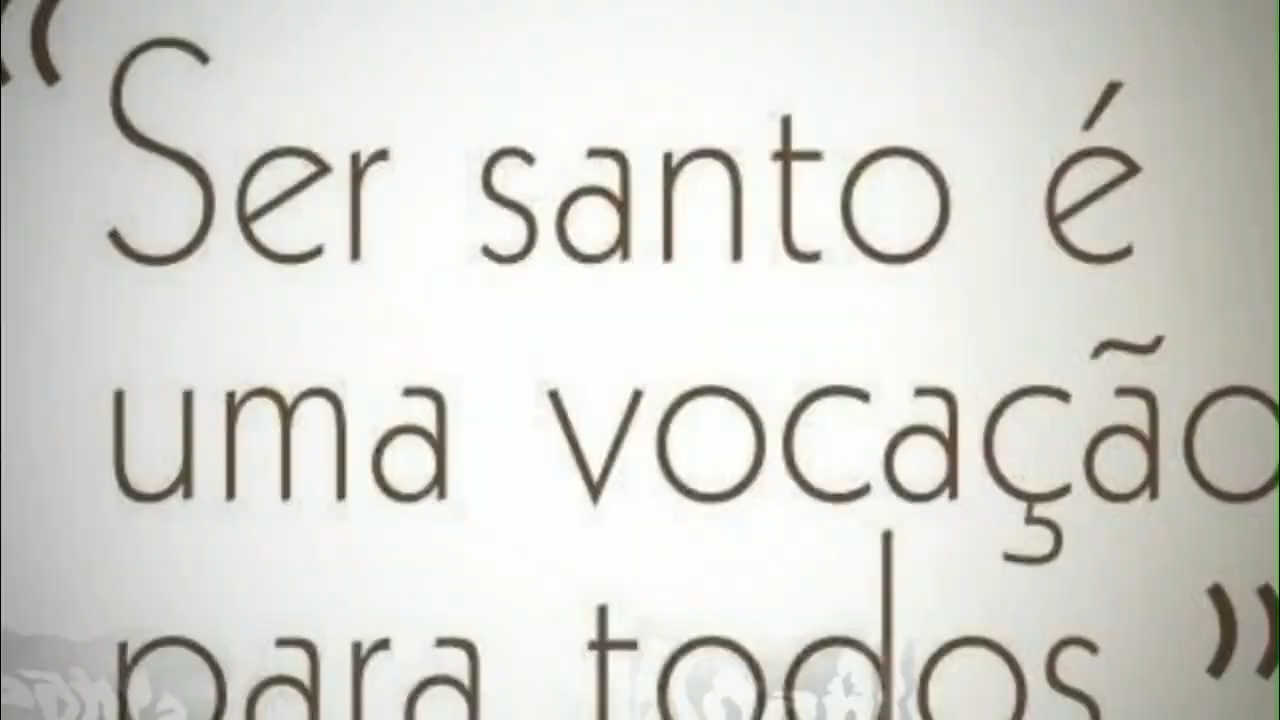 “Ser santo é
uma vocação
para todos”